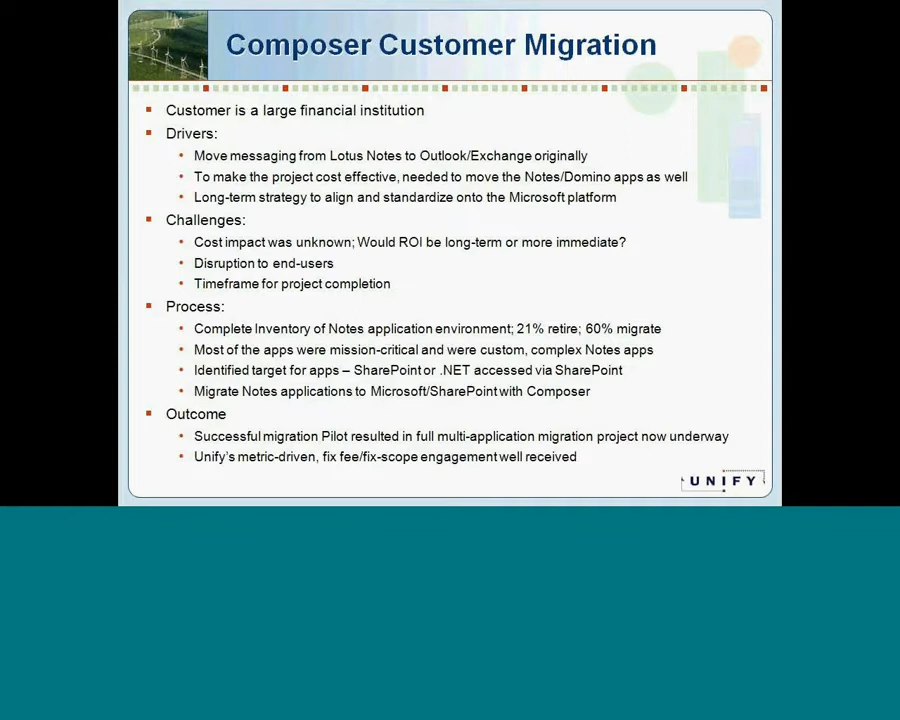 Composer Customer Migration
Customer is a large financial institution
Drivers:
Move messaging from Lotus Notes to Outlook/Exchange originally
To make the project cost effective, needed to move the Notes/Domino apps as well
Long-term strategy to align and standardize onto the Microsoft platform
Challenges:
Cost impact was unknown; Would ROI be long-term or more immediate?
Disruption to end-users
Timeframe for project completion
Process:
Complete Inventory of Notes application environment; 21% retire; 60% migrate
Most of the apps were mission-critical and were custom, complex Notes apps
Identified target for apps – SharePoint or .NET accessed via SharePoint
Migrate Notes applications to Microsoft/SharePoint with Composer
Outcome
Successful migration Pilot resulted in full multi-application migration project now underway
Unify's metric-driven, fix fee/fix-scope engagement well received
UNIFY